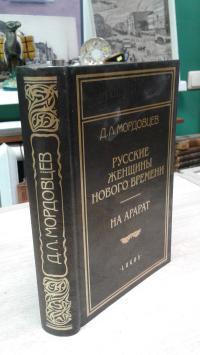 Д.Л. МОРДОВЦЕВ
РУССКИЕ
ЖЕНЩИНЫ
НОВОГО ВРЕМЕНИ
НА АРАРАТ
Д.Л. МОРДОВЦЕВ